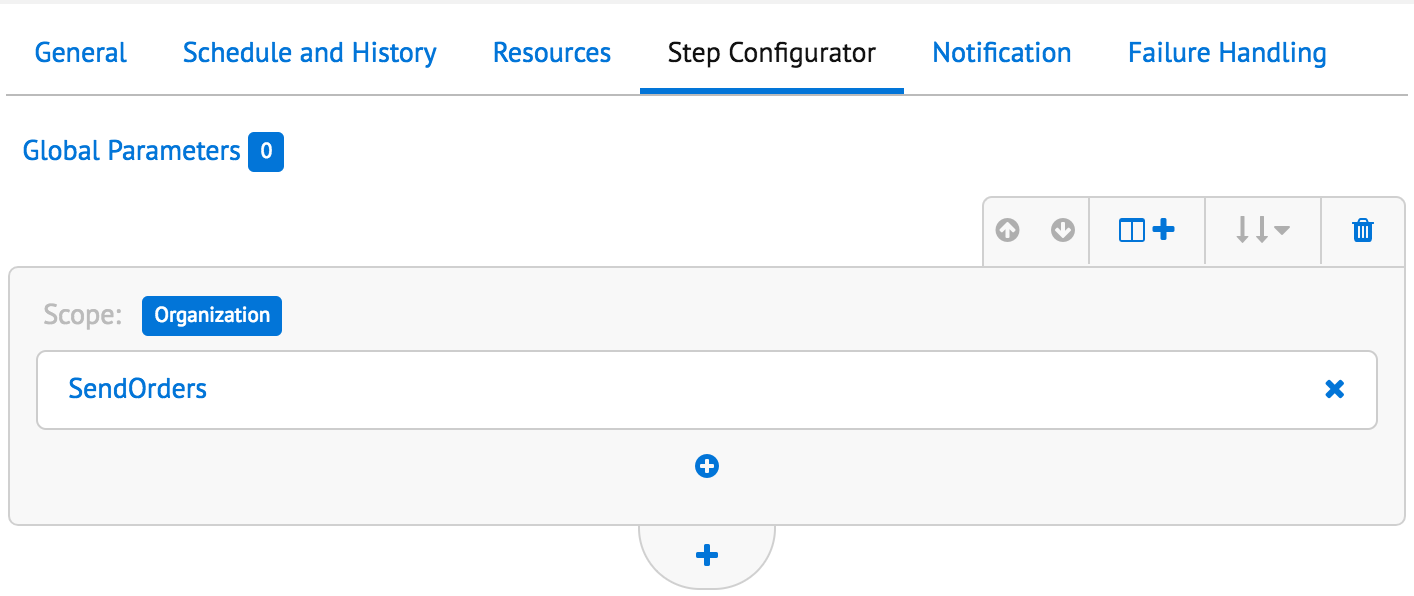 General Schedule and History Resources Step Configurator Notification Failure Handling
Global Parameters 0
Scope: Organization
SendOrders